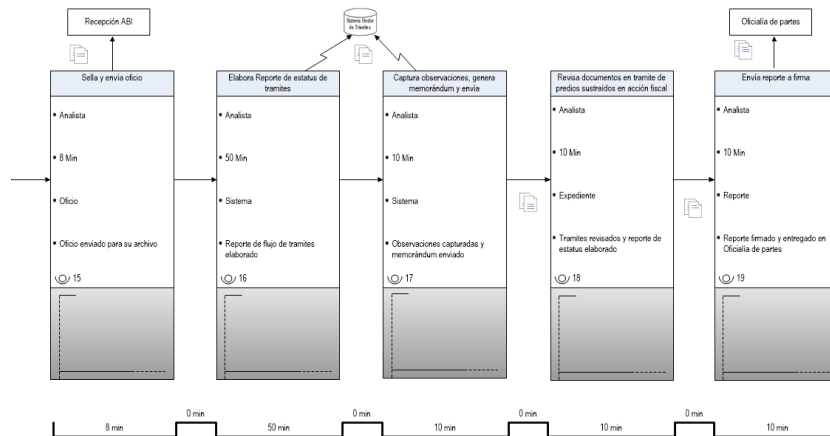 Recepción ABI
Sistema Gestor
de Trámites
Oficialía de partes
Sella y envía oficio
▪ Analista
▪ 8 Min
▪ Oficio
▪ Oficio enviado para su archivo
15
Elabora Reporte de estatus de
tramites
▪ Analista
▪ 50 Min
▪ Sistema
▪ Reporte de flujo de tramites
elaborado
16
Captura observaciones, genera
memorándum y envía
▪ Analista
▪ 10 Min
▪ Sistema
▪ Observaciones capturadas y
memorándum enviado
17
Revisa documentos en tramite de
predios sustraídos en acción fiscal
▪ Analista
▪ 10 Min
▪ Expediente
▪ Tramites revisados y reporte de
estatus elaborado
18
Envía reporte a firma
▪ Analista
▪ 10 Min
▪ Reporte
▪ Reporte firmado y entregado en
Oficialía de partes
19
8 min
0 min
50 min
0 min
10 min
0 min
10 min
0 min
10 min